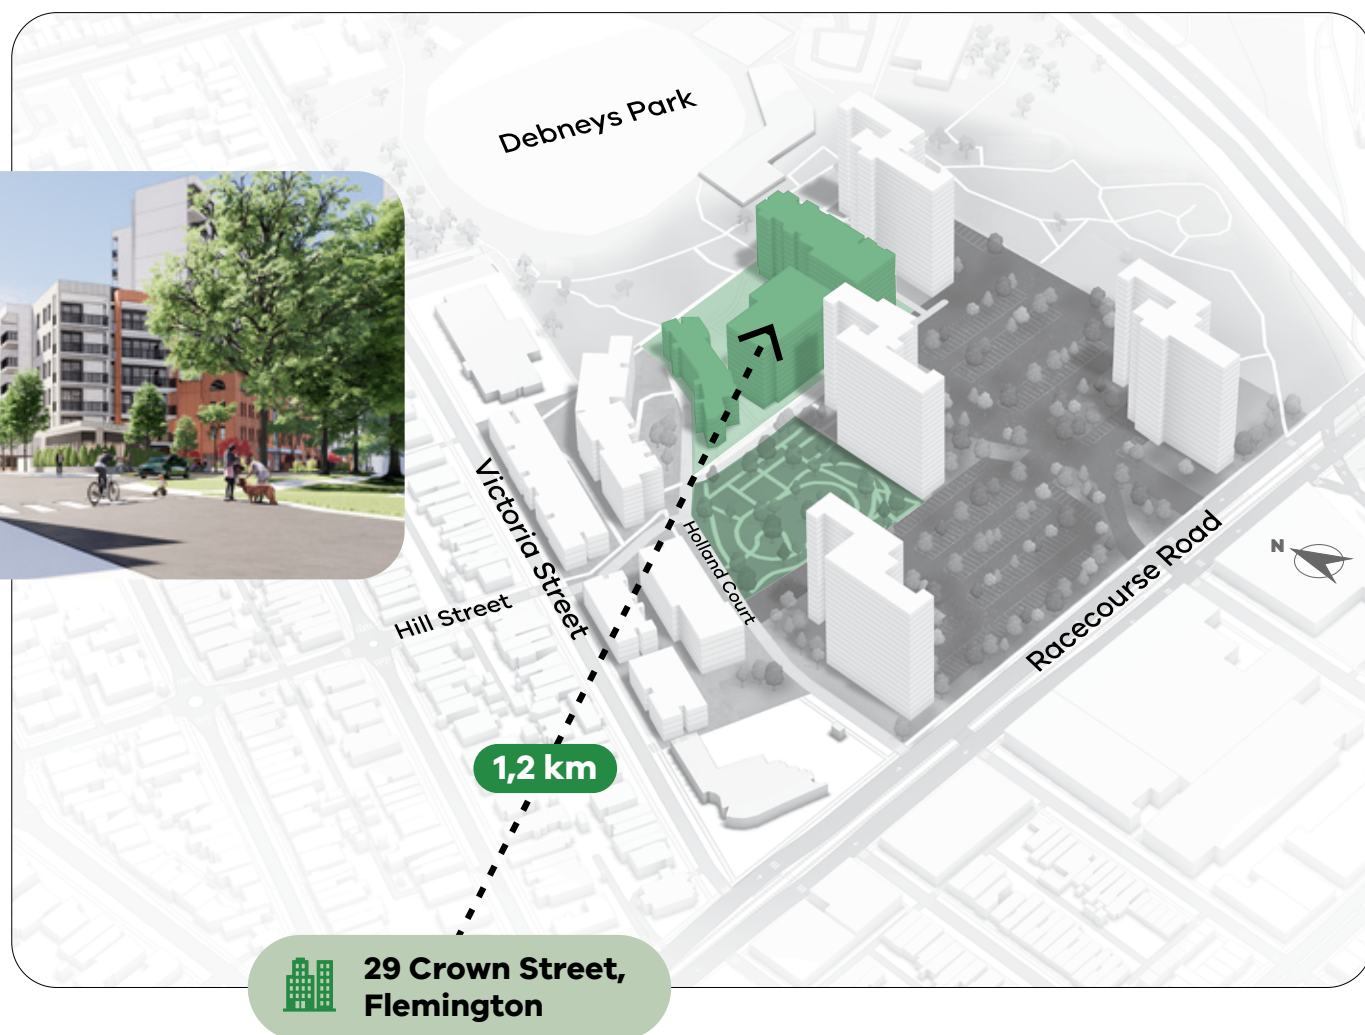 Debneys Park
Victoria Street
Holland Court
Hill Street
Racecourse Road
N
1,2 km
29 Crown Street,
Flemington